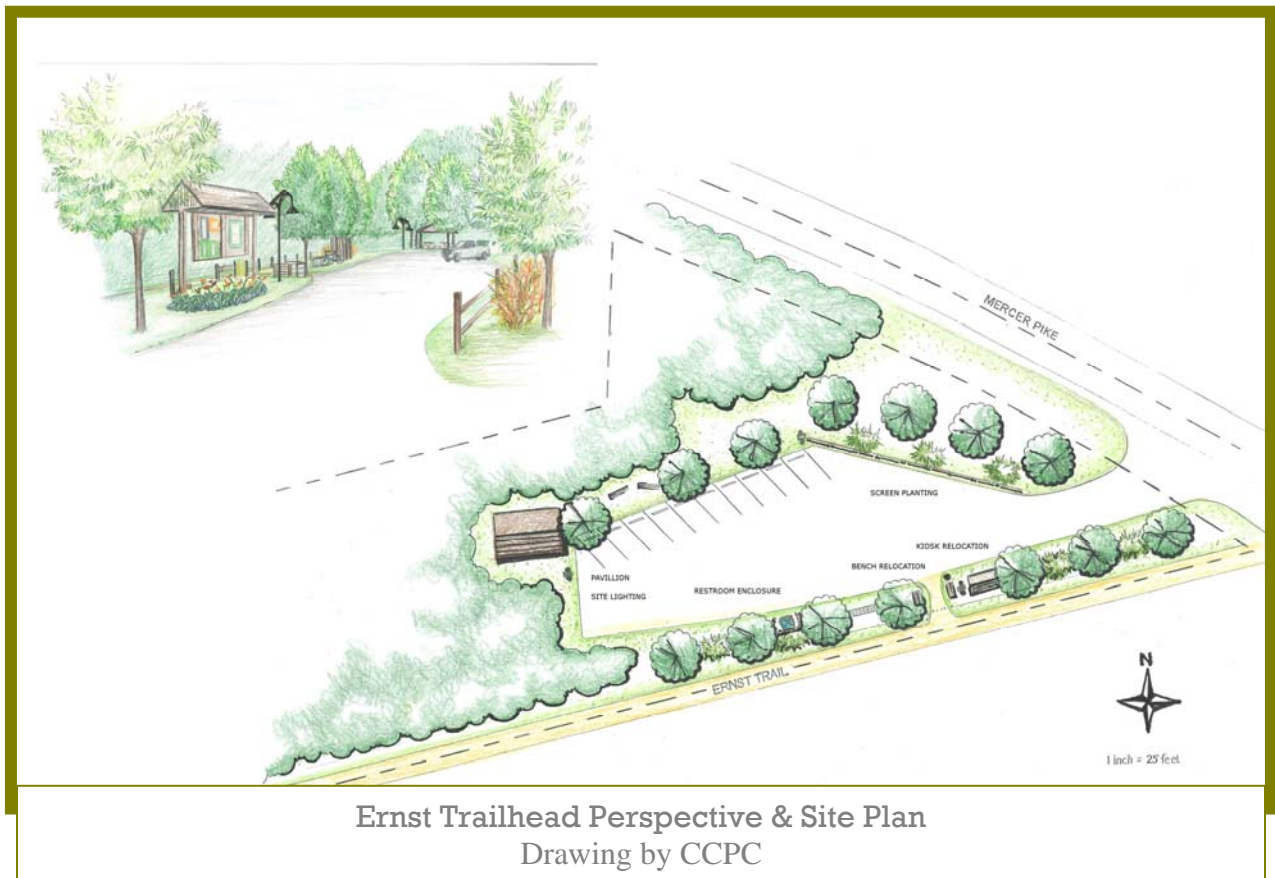 MERCER PIKE
SCREEN PLANTING
KIOSK RELOCATION
BENCH RELOCATION
PAVILLION
SITE LIGHTING
RESTROOM ENCLOSURE
ERNST TRAIL
N
1 inch = 25 feet
Ernst Trailhead Perspective & Site Plan
Drawing by CCPC